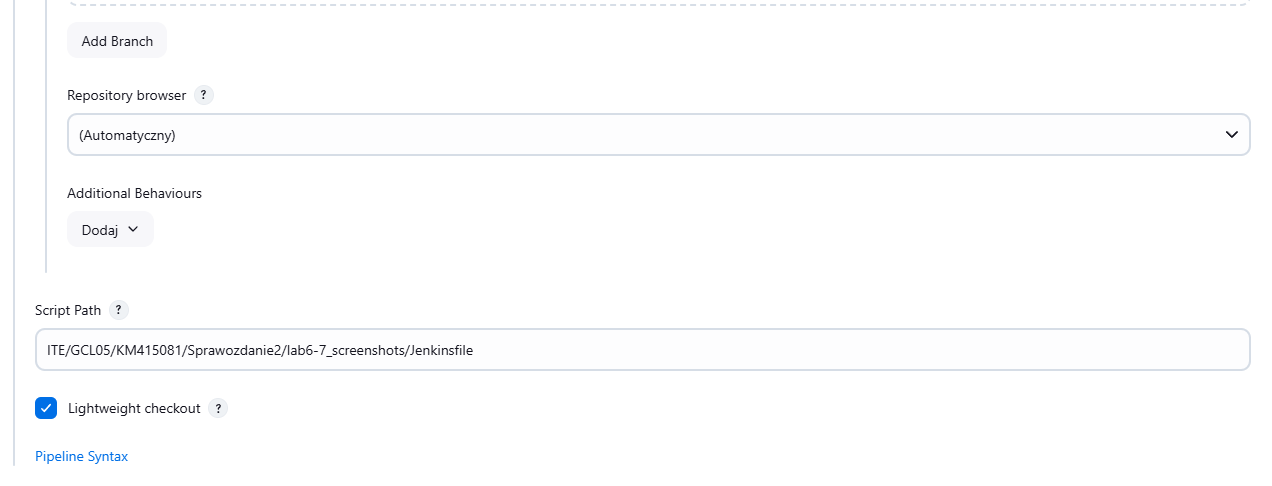 Add Branch
Repository browser ?
(Automatyczny)
Additional Behaviours
Dodaj
Script Path ?
ITE/GCL05/KM415081/Sprawozdanie2/lab6-7_screenshots/Jenkinsfile
Lightweight checkout ?
Pipeline Syntax